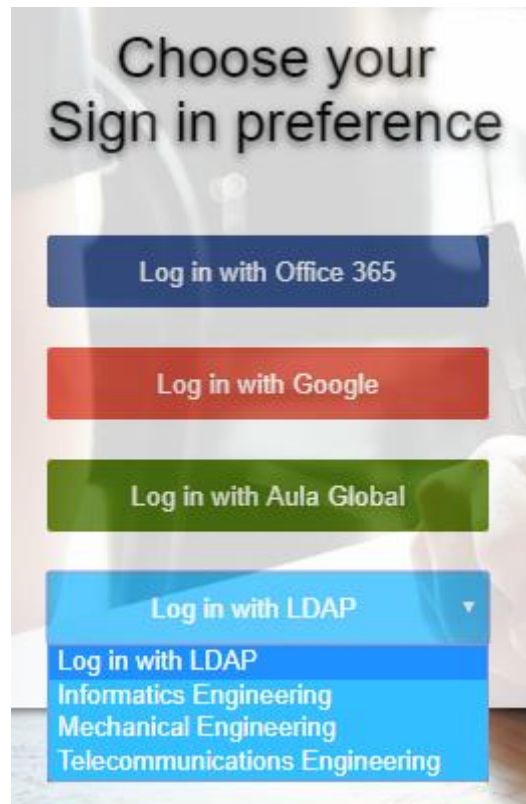 Choose your
Sign in preference
Log in with Office 365
Log in with Google
Log in with Aula Global
Log in with LDAP
Log in with LDAP
Informatics Engineering
Mechanical Engineering
Telecommunications Engineering